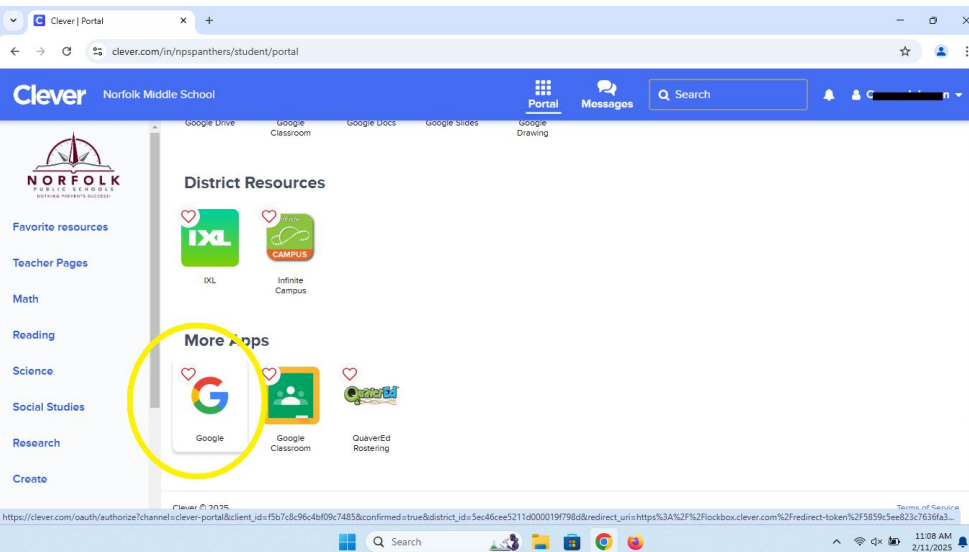 Clever | Portal
clever.com/in/npspanthers/student/portal
Clever Norfolk Middle School Portal Messages Search
Google Drive Google Classroom Google Docs Google Slides Google Drawing
NORFOLK
PUBLIC SCHOOLS
NOTHING PREVENTS SUCCESS!
Favorite resources
Teacher Pages
Math
Reading
Science
Social Studies
Research
Create
District Resources
IXL
Infinite
CAMPUS
IXL
Infinite
Campus
More Apps
QuaverEd
Google
Google
Classroom
QuaverEd
Rostering
Clever © 2025
Terms of Service
https://clever.com/oauth/authorize?channel=clever-portal&client_id=f5b7c8c96c4bf09c7485&confirmed=true&district_id=5ec46cee5211d000019f798d&redirect_uri=https%3A%2F%2Flockbox.clever.com%2Fredirect-token%2F5859c5ee823c7636fa3...
Search
11:08 AM
2/11/2025